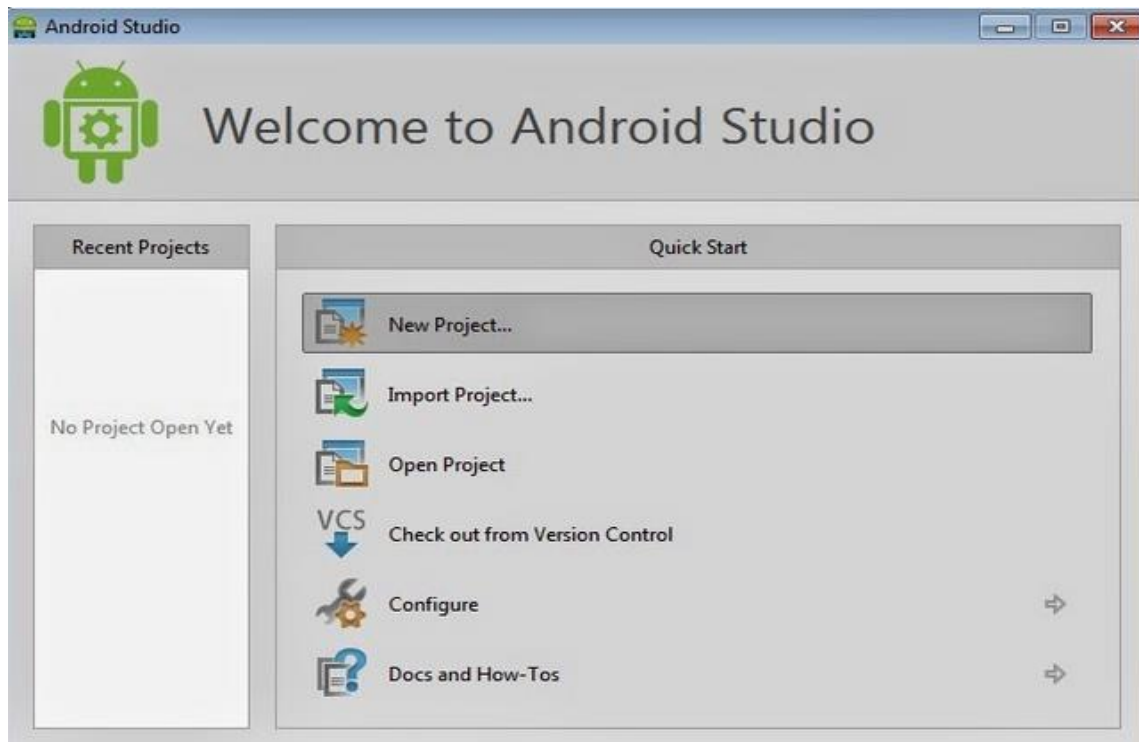 Android Studio
Welcome to Android Studio
Recent Projects
No Project Open Yet
Quick Start
New Project...
Import Project...
Open Project
VCS
Check out from Version Control
Configure
Docs and How-Tos